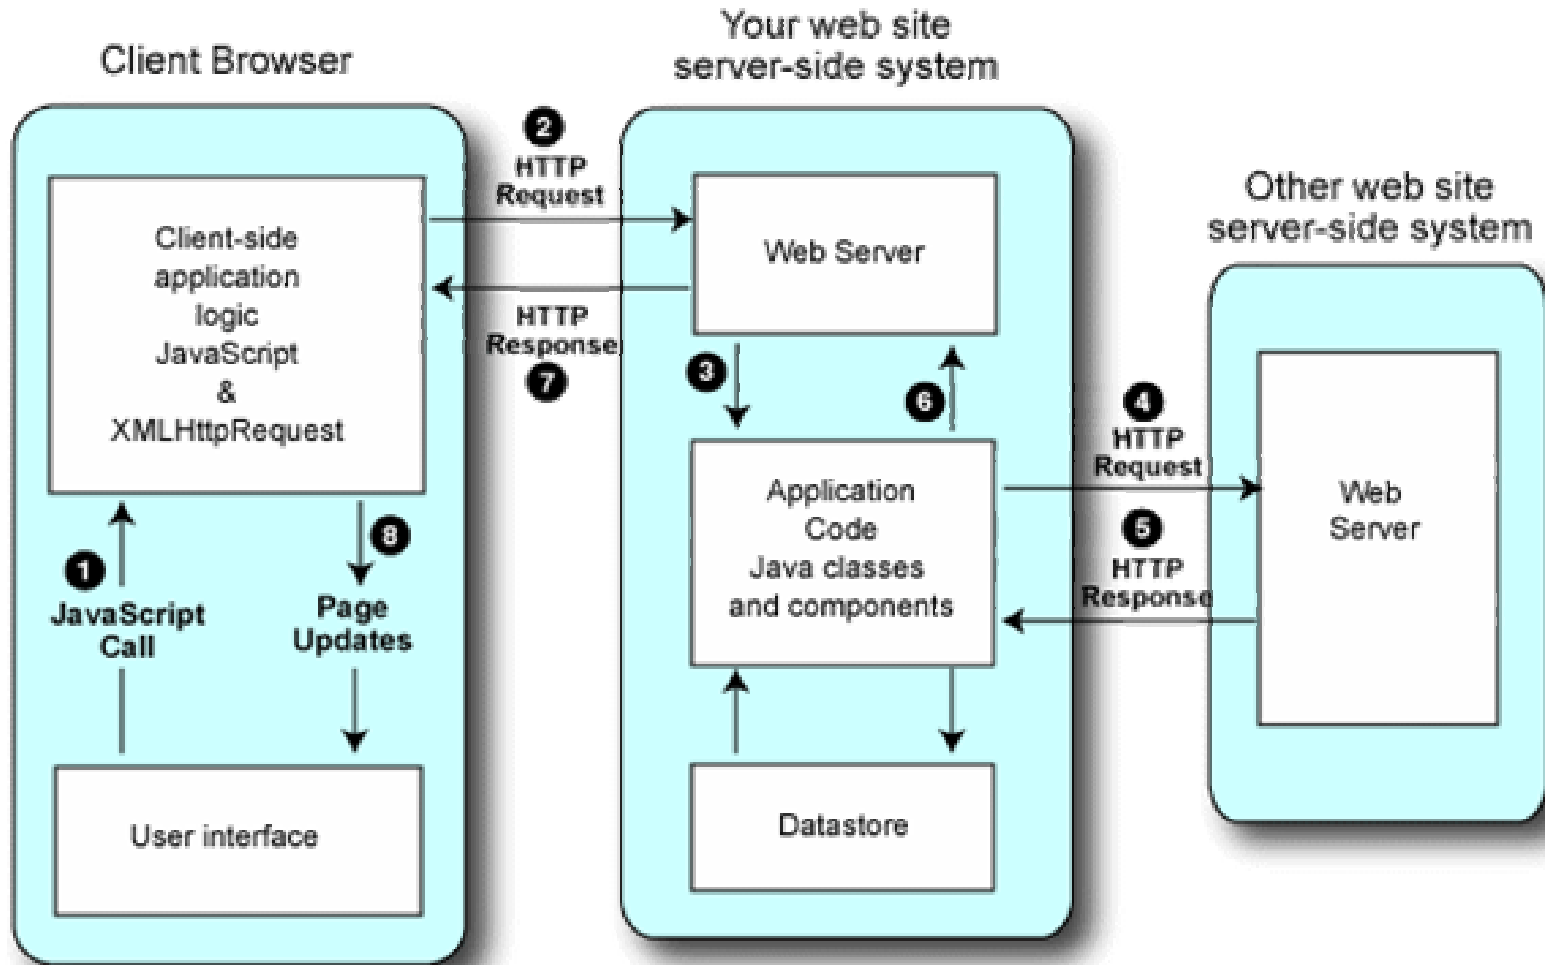 Client Browser
Client-side
application
logic
JavaScript
&
XMLHttpRequest
1
JavaScript
Call
8
Page
Updates
User interface
2
HTTP
Request
HTTP
Response
7
Your web site
server-side system
Web Server
3
6
Application
Code
Java classes
and components
Datastore
4
HTTP
Request
5
HTTP
Response
Other web site
server-side system
Web
Server